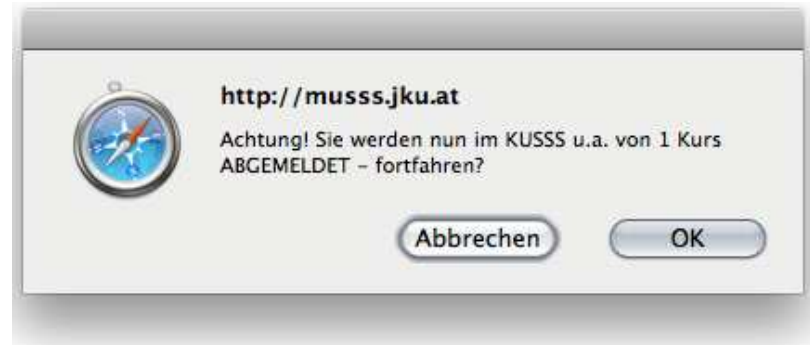 http://musss.jku.at
Achtung! Sie werden nun im KUSSS u.a. von 1 Kurs
ABGEMELDET – fortfahren?
Abbrechen
OK